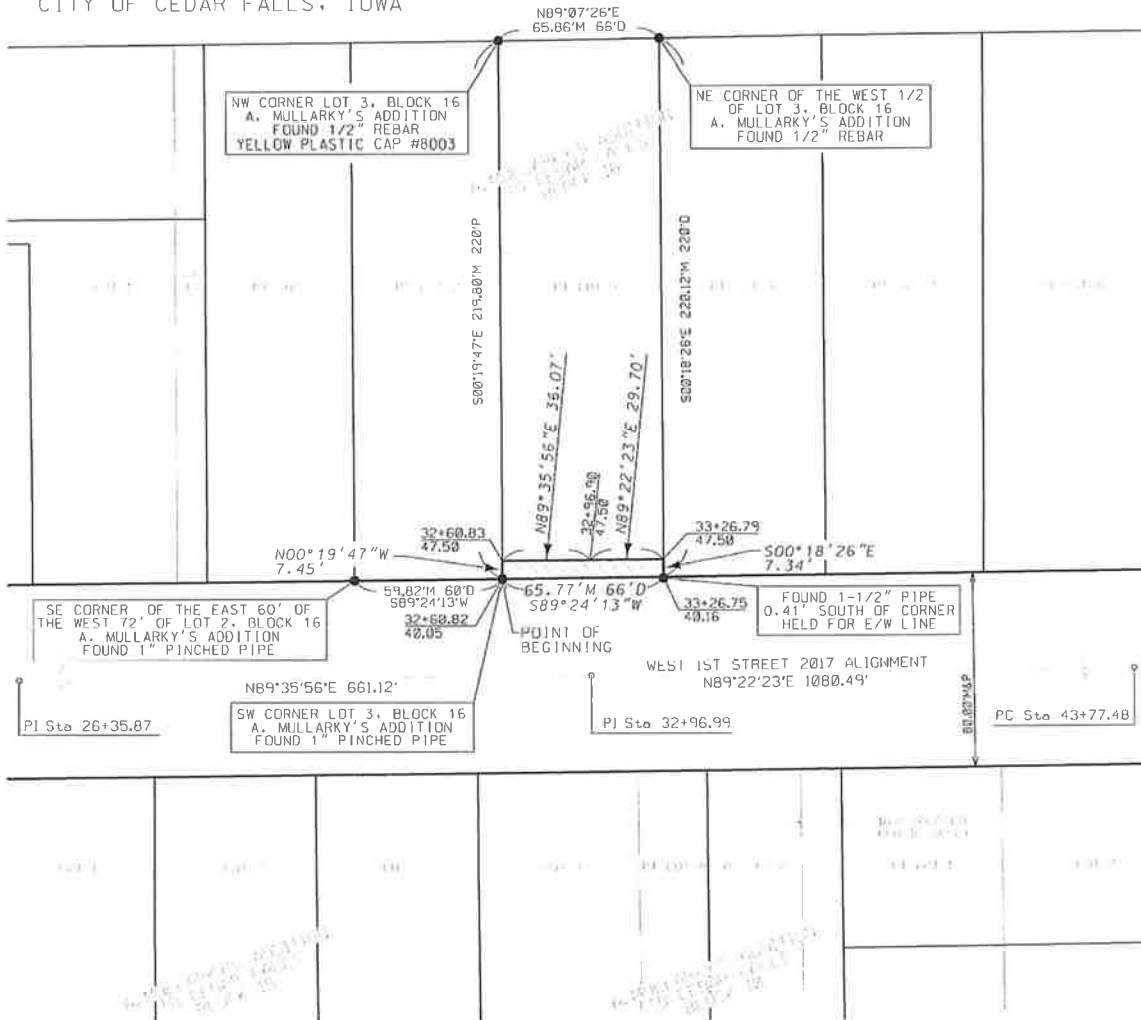 CITY OF CEDAR FALLS, IOWA
N89°07'26"E
65.86'M 66'D
NW CORNER LOT 3, BLOCK 16
A. MULLARKY'S ADDITION
FOUND 1/2" REBAR
YELLOW PLASTIC CAP #8003
NE CORNER OF THE WEST 1/2
OF LOT 3, BLOCK 16
A. MULLARKY'S ADDITION
FOUND 1/2" REBAR
S00°19'47"E 219.80'M 220'P
S00°18'26"E 220.12'M 220'D
N89°35'56"E 36.07'
32+96.90
47.50
N89°22'23"E 29.70'
32+60.83
47.50
33+26.79
47.50
N00°19'47"W
7.45'
S00°18'26"E
7.34'
59.82'M 60'D
S89°24'13"W
65.77'M 66'D
S89°24'13"W
32+60.82
40.05
33+26.75
40.16
SE CORNER OF THE EAST 60' OF
THE WEST 72' OF LOT 2, BLOCK 16
A. MULLARKY'S ADDITION
FOUND 1" PINCHED PIPE
FOUND 1-1/2" PIPE
0.41' SOUTH OF CORNER
HELD FOR E/W LINE
POINT OF
BEGINNING
WEST 1ST STREET 2017 ALIGNMENT
N89°22'23"E 1080.49'
N89°35'56"E 661.12'
SW CORNER LOT 3, BLOCK 16
A. MULLARKY'S ADDITION
FOUND 1" PINCHED PIPE
PI Sta 26+35.87
PI Sta 32+96.99
PC Sta 43+77.48
80.00'M&P